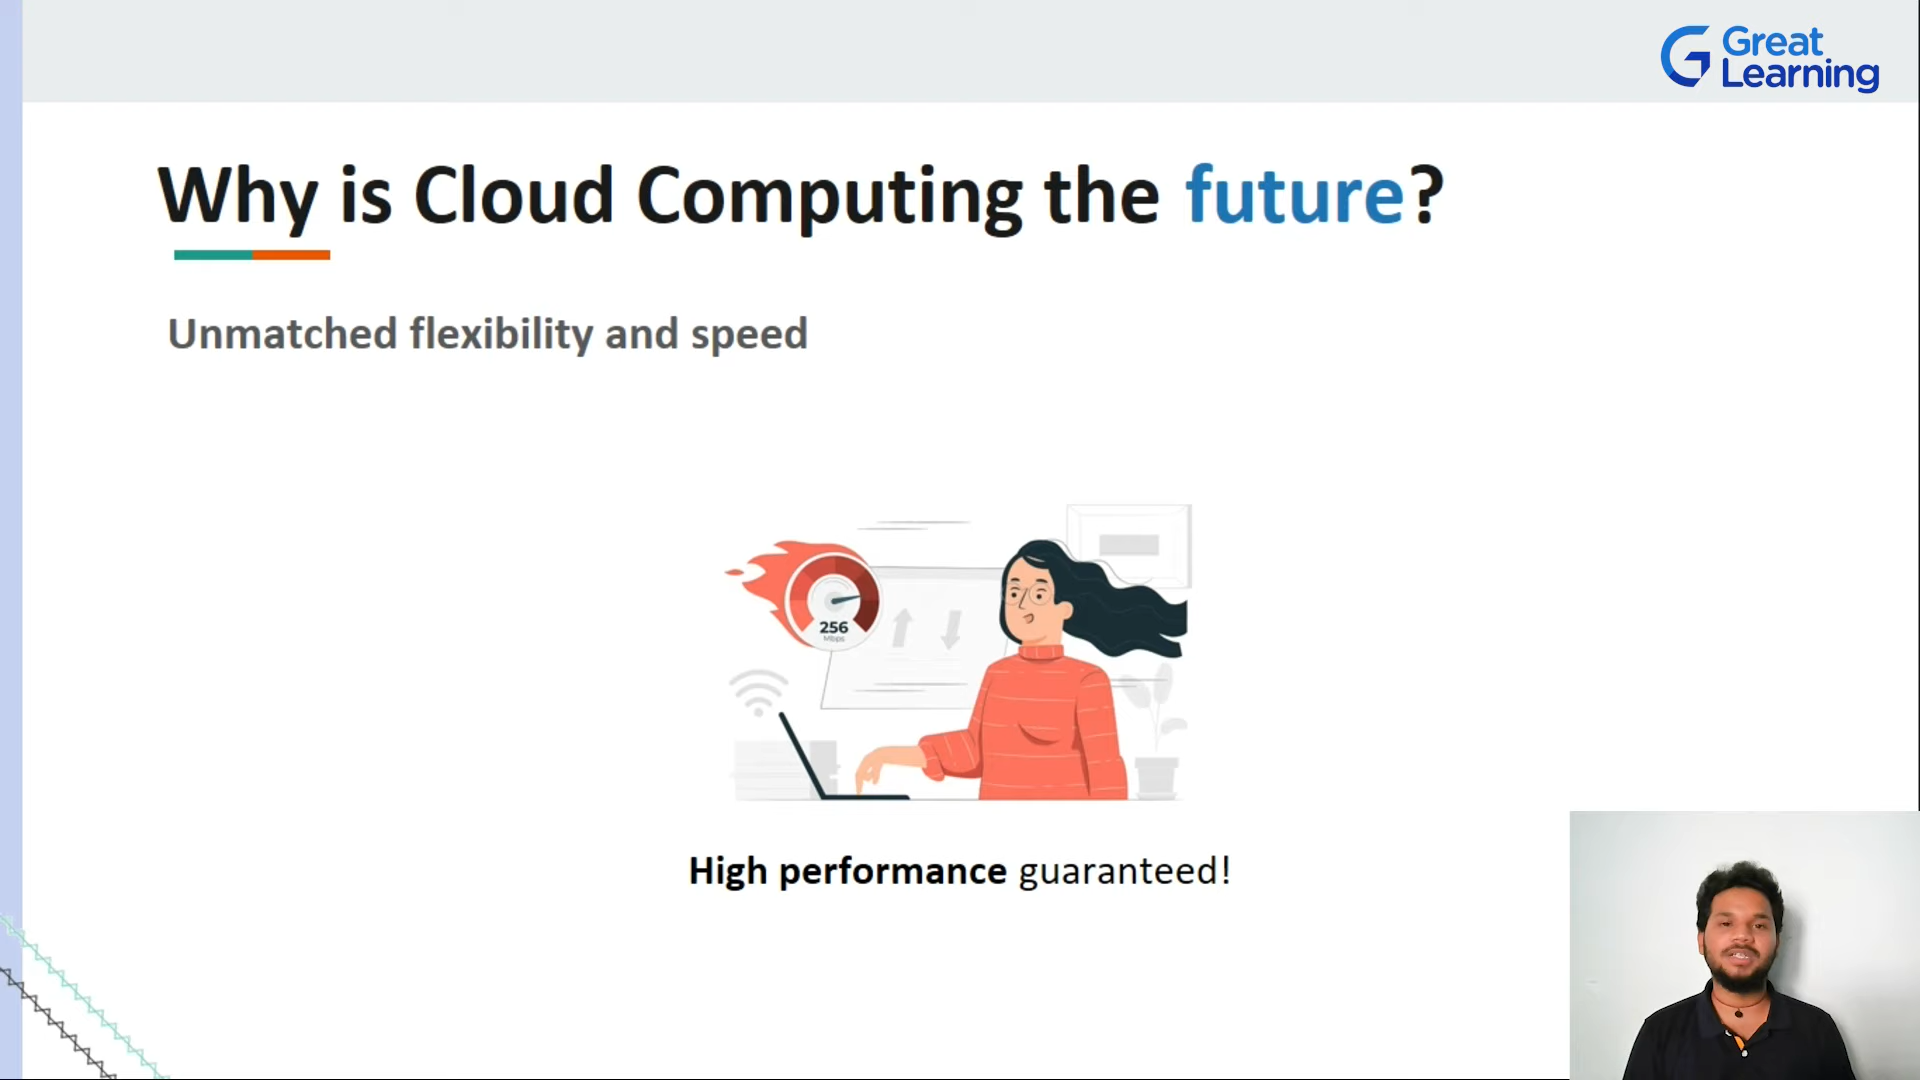 Great
Learning
Why is Cloud Computing the future?
Unmatched flexibility and speed
256
Mbps
High performance guaranteed!